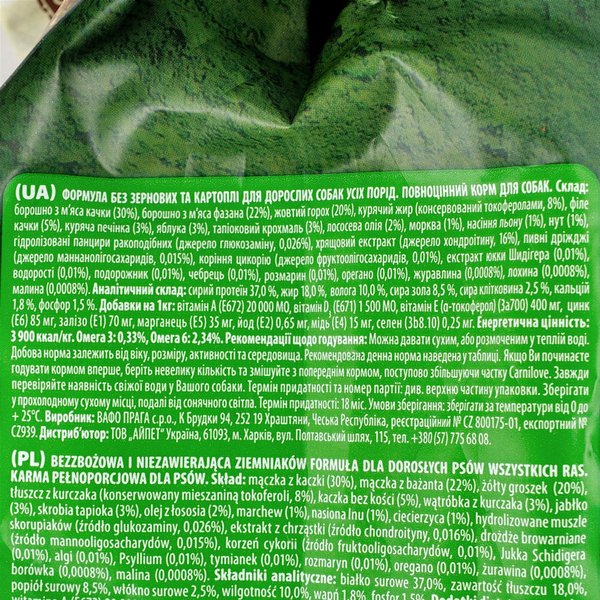 (UA) ФОРМУЛА БЕЗ ЗЕРНОВИХ ТА КАРТОПЛІ ДЛЯ ДОРОСЛИХ СОБАК УСІХ ПОРІД. ПОВНОЦІННИЙ КОРМ ДЛЯ СОБАК. Склад:
борошно з м'яса качки (30%), борошно з м'яса фазана (22%), жовтий горох (20%), курячий жир (консервований токоферолами, 8%), філе
качки (5%), куряча печінка (3%), яблука (3%), тапіоковий крохмаль (3%), лососева олія (2%), морква (1%), насіння льону (1%), нут (1%),
гідролізовані панцири ракоподібних (джерело глюкозаміну, 0,026%), хрящовий екстракт (джерело хондроітину, 16%), пивні дріжджі
(джерело маннанолігосахаридів, 0,015%), коріння цикорію (джерело фруктоолігосахаридів, 0,01%), екстракт юкки Шидігера (0,01%),
водорості (0,01%), подорожник (0,01%), чебрець (0,01%), розмарин (0,01%), орегано (0,01%), журавлина (0,0008%), лохина (0,0008%),
малина (0,0008%). Аналітичний склад: сирий протеїн 37,0 %, жир 18,0 %, волога 10,0 %, сира зола 8,5 %, сира клітковина 2,5 %, кальцій
1,8 %, фосфор 1,5 %. Добавки на 1кг: вітамін А (Е672) 20 000 МО, вітамін D₃ (Е671) 1 500 МО, вітамін Е (α-токоферол) (3а700) 400 мг, цинк
(Е6) 85 мг, залізо (Е1) 70 мг, марганець (Е5) 35 мг, йод (Е2) 0,65 мг, мідь (Е4) 15 мг, селен (3b8.10) 0,25 мг. Енергетична цінність:
3 900 ккал/кг. Омега 3: 0,33%, Омега 6: 2,34%. Рекомендації щодо годування: Можна давати сухим, або розмоченим у теплій воді.
Добова норма залежить від віку, розміру, активності та середовища. Рекомендована денна норма наведена у таблиці. Якщо Ви починаєте
годувати кормом вперше, беріть невелику кількість та змішуйте з попереднім кормом, поступово збільшуючи частку Carnilove. Завжди
перевіряйте наявність свіжої води у Вашого собаки. Термін придатності та номер партії: див. верхню частину упаковки. Зберігати
у прохолодному сухому місці, подалі від сонячного світла. Термін придатності: 18 міс. Умови зберігання: зберігати за температури від 0 до
+ 25°С. Виробник: ВАФО ПРАГА с.р.о., К Брудки 94, 252 19 Храштяни, Чеська Республіка, реєстраційний № CZ 800175-01, експортний №
CZ939. Дистриб'ютор: ТОВ „АЙПЕТ" Україна, 61093, м. Харків, вул. Полтавський шлях, 115, тел. +380 (57) 775 68 08.
(PL) BEZZBOŻOWA I NIEZAWIERAJĄCA ZIEMNIAKÓW FORMUŁA DLA DOROSŁYCH PSÓW WSZYSTKICH RAS.
KARMA PEŁNOPORCJOWA DLA PSÓW. Skład: mączka z kaczki (30%), mączka z bażanta (22%), żółty groszek (20%),
tłuszcz z kurczaka (konserwowany mieszaniną tokoferoli, 8%), kaczka bez kości (5%), wątróbka z kurczaka (3%), jabłko
(3%), skrobia tapioka (3%), olej z łososia (2%), marchew (1%), nasiona lnu (1%), ciecierzyca (1%), hydrolizowane muszle
skorupiaków (źródło glukozaminy, 0,026%), ekstrakt z chrząstki (źródło chondroityny, 0,016%), drożdże browarniane
(źródło mannooligosacharydów, 0,015%), korzeń cykorii (źródło fruktooligosacharydów, 0,01%), Jukka Schidigera
(0,01%), algi (0,01%), Psyllium (0,01%), tymianek (0,01%), rozmaryn (0,01%), oregano (0,01%), żurawina (0,0008%),
borówka (0,0008%), malina (0,0008%). Składniki analityczne: białko surowe 37,0%, zawartość tłuszczu 18,0%,
popiół surowy 8,5%, włókno surowe 2,5%, wilgotność 10,0%, wapń 1,8%, fosfor 1,5%.